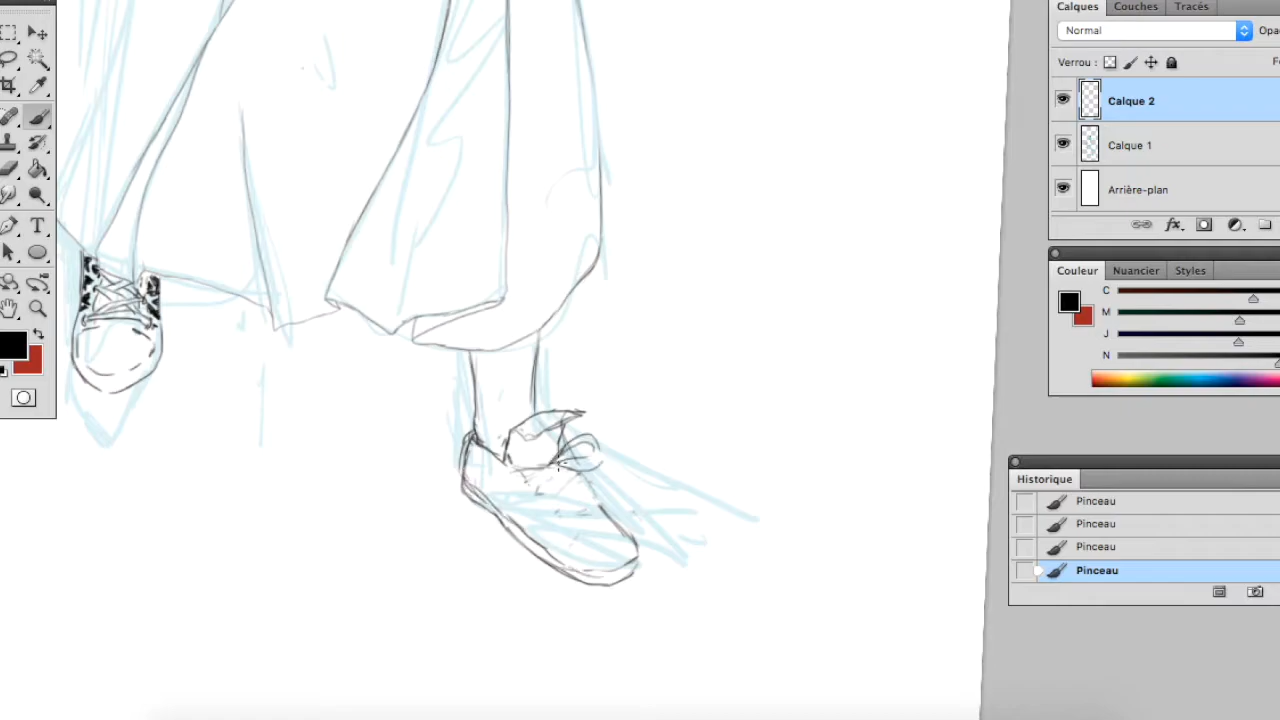 Calques Couches Tracés
Normal Opa
Verrou : F
Calque 2
Calque 1
Arrière-plan
fx
Couleur Nuancier Styles
C
M
J
N
Historique
Pinceau
Pinceau
Pinceau
Pinceau
T